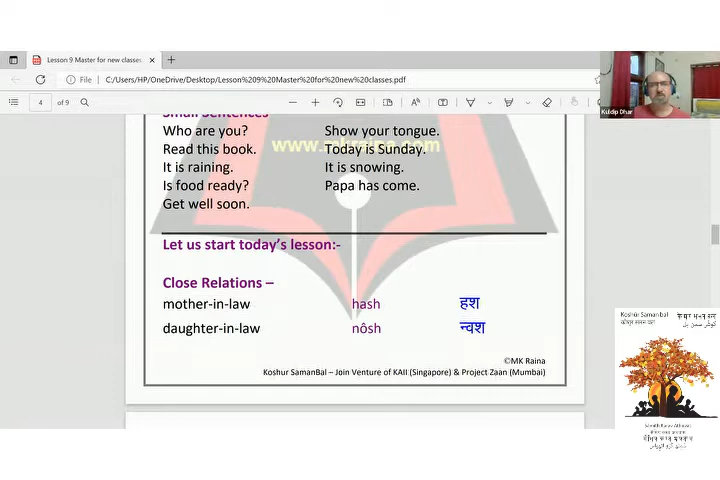 Lesson 9 Master for new classes.
File
C:/Users/HP/OneDrive/Desktop/Lesson%209%20Master%20for%20new%20classes.pdf
4 of 9
Kuldip Dhar
Small Sentences
Who are you? Show your tongue.
Read this book. Today is Sunday.
www.mkraina.com
It is raining. It is snowing.
Is food ready? Papa has come.
Get well soon.
Let us start today's lesson:-
Close Relations –
mother-in-law hash हश
daughter-in-law nôsh न्वश
©MK Raina
Koshur SamanBal – Join Venture of KAII (Singapore) & Project Zaan (Mumbai)
Koshur Samanbal